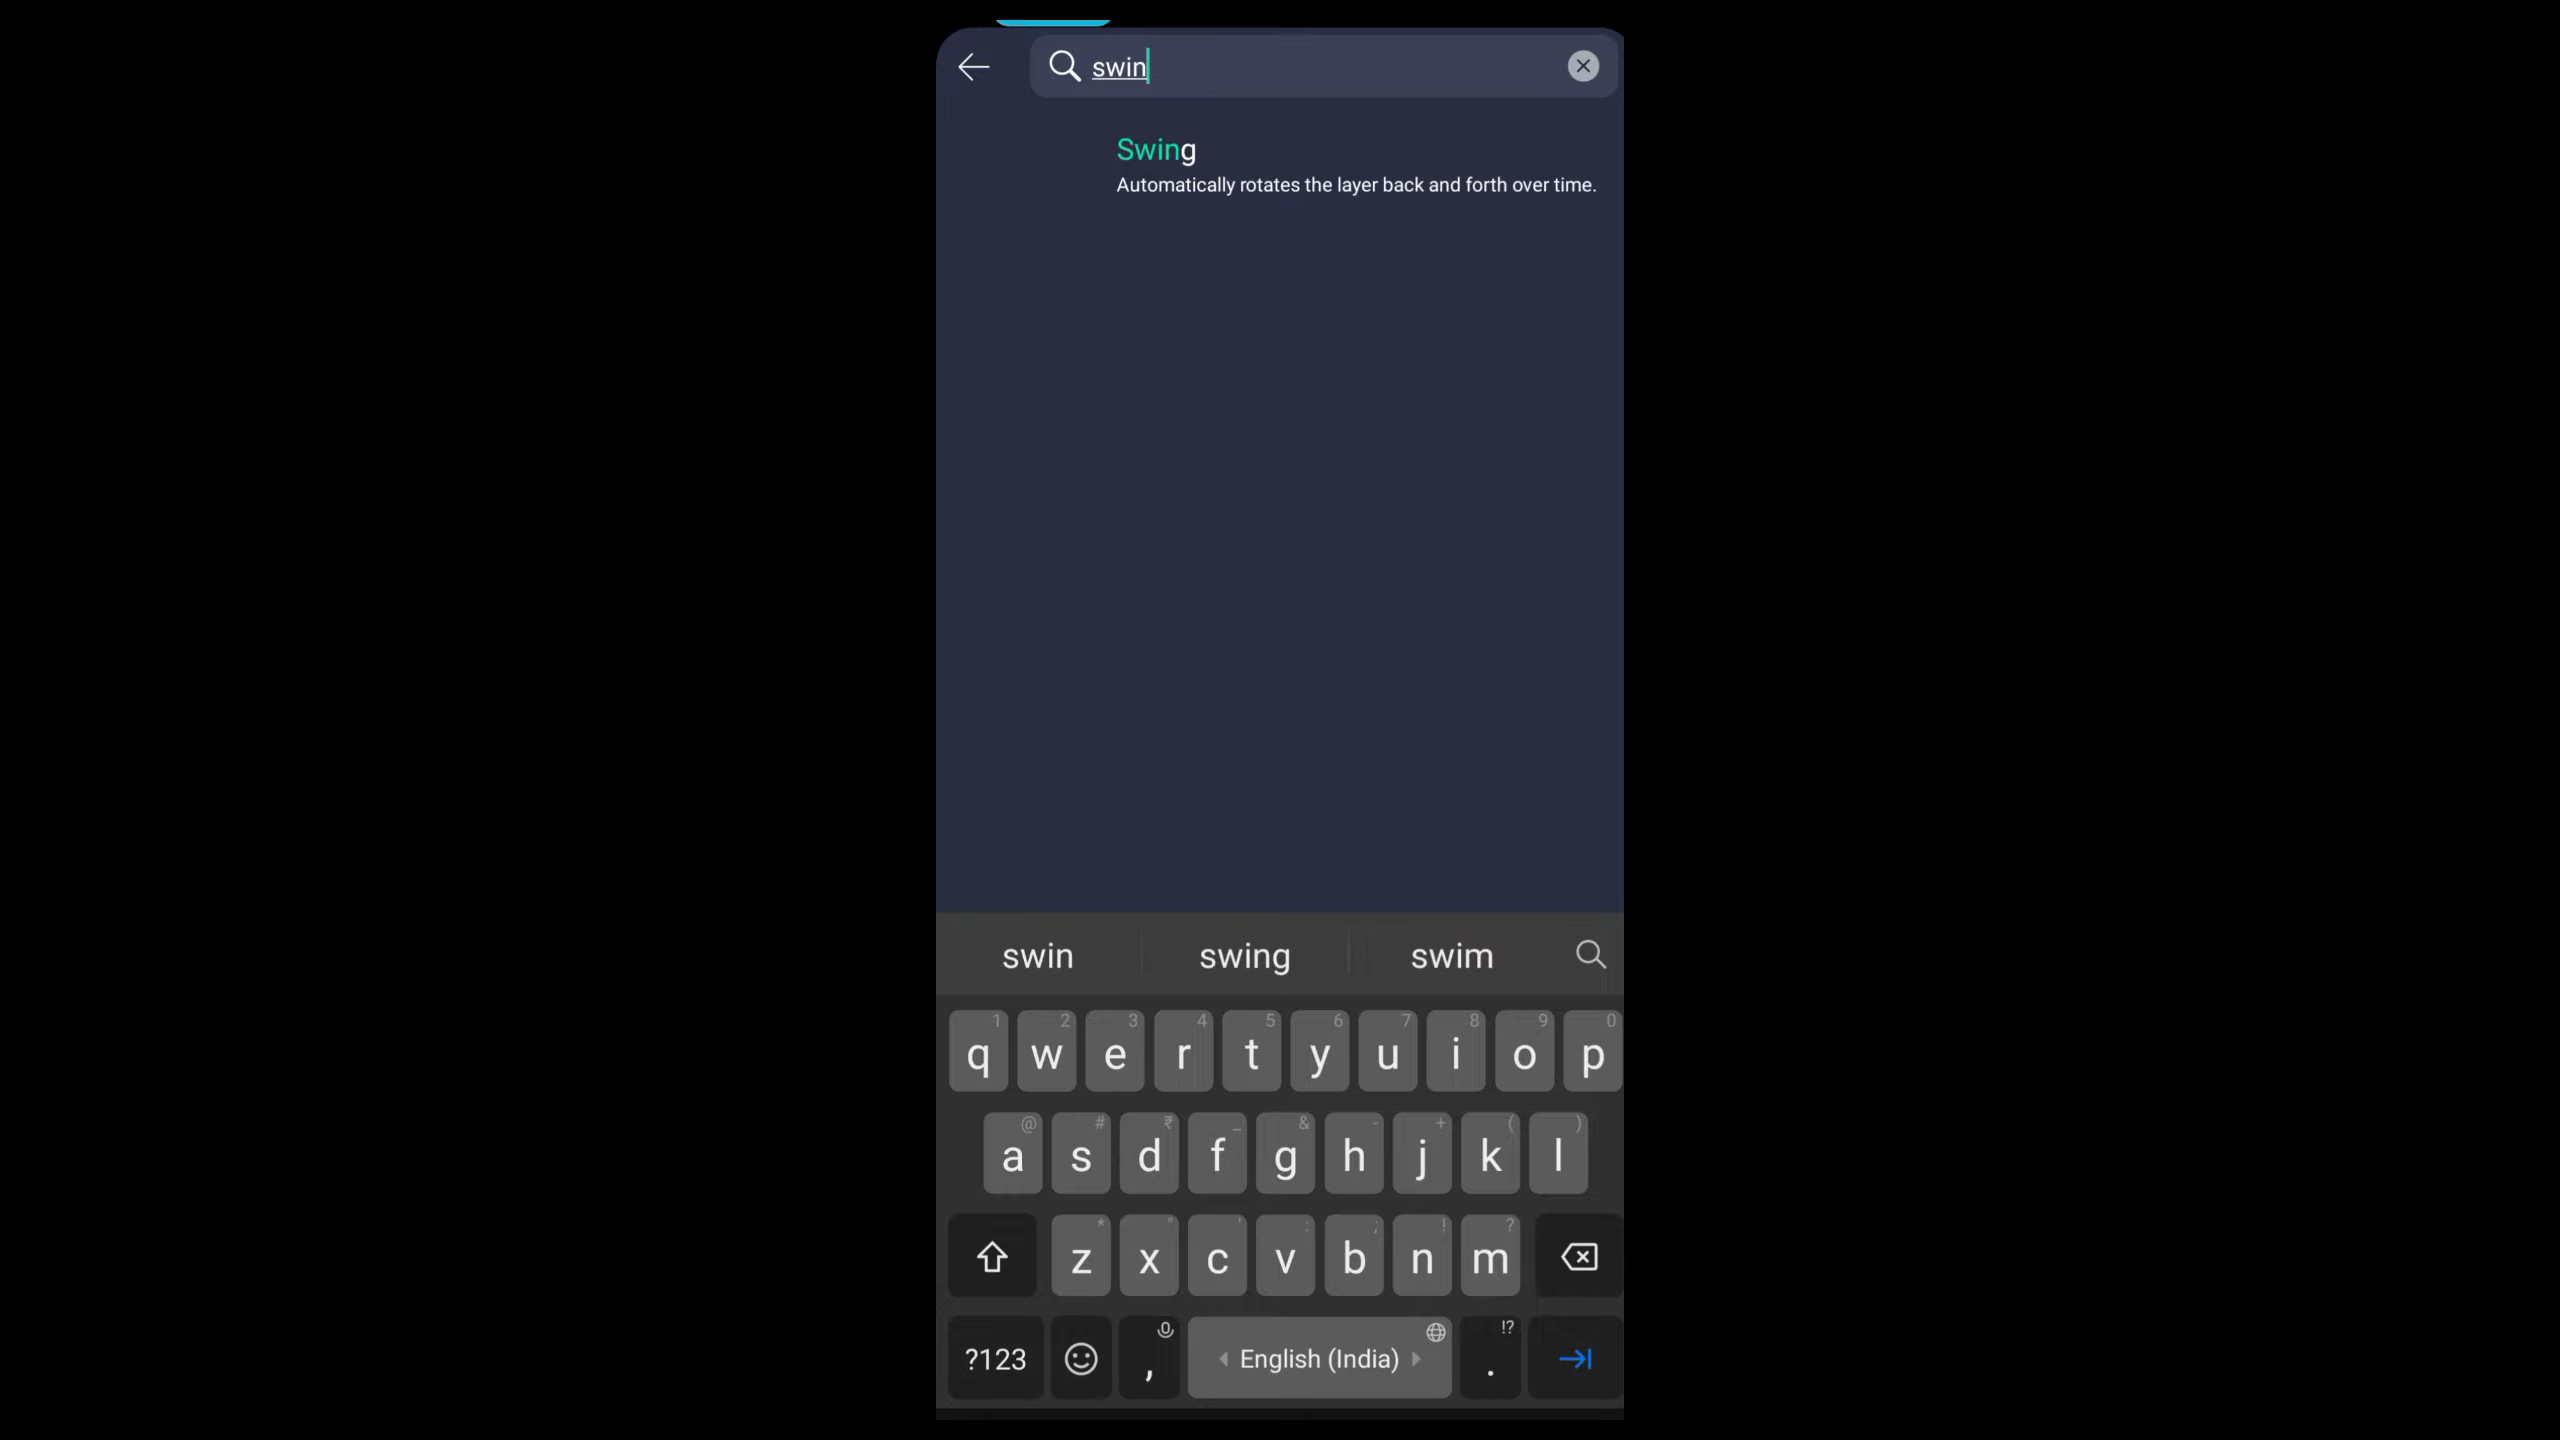 swin
Swing
Automatically rotates the layer back and forth over time.
swin swing swim
1 2 3 4 5 6 7 8 9 0
q w e r t y u i o p
@ # ₹ _ & - + ( )
a s d f g h j k l
* " ' : ; ! ?
z x c v b n m
!?
?123 , English (India) .